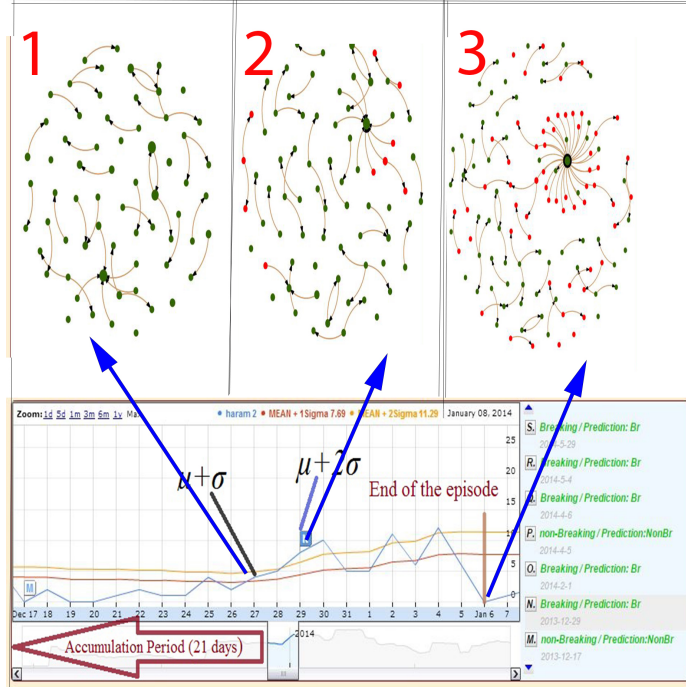 1 2 3
Zoom: 1d 5d 1m 3m 6m 1y
haram 2 MEAN + 1Sigma 7.69 MEAN + 2Sigma 11.29 January 08, 2014
μ+σ
μ+2σ
End of the episode
25
20
15
10
5
0
M
Dec 17 18 19 20 21 22 23 24 25 26 27 28 29 30 31 1 2 3 4 5 Jan 6 7
2014
Accumulation Period (21 days)
S. Breaking / Prediction: Br
2014-5-29
R. Breaking / Prediction: Br
2014-5-4
Breaking / Prediction: Br
2014-4-6
P. non-Breaking / Prediction:NonBr
2014-4-5
O. Breaking / Prediction: Br
2014-2-1
N. Breaking / Prediction: Br
2013-12-29
M. non-Breaking / Prediction:NonBr
2013-12-17